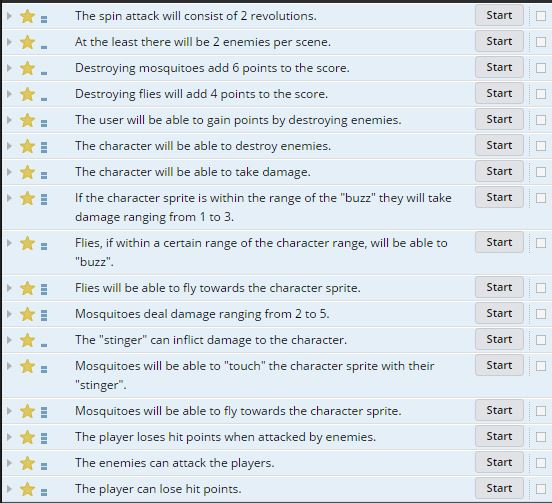 The spin attack will consist of 2 revolutions. Start
At the least there will be 2 enemies per scene. Start
Destroying mosquitoes add 6 points to the score. Start
Destroying flies will add 4 points to the score. Start
The user will be able to gain points by destroying enemies. Start
The character will be able to destroy enemies. Start
The character will be able to take damage. Start
If the character sprite is within the range of the "buzz" they will take Start
damage ranging from 1 to 3.
Flies, if within a certain range of the character range, will be able to Start
"buzz".
Flies will be able to fly towards the character sprite. Start
Mosquitoes deal damage ranging from 2 to 5. Start
The "stinger" can inflict damage to the character. Start
Mosquitoes will be able to "touch" the character sprite with their Start
"stinger".
Mosquitoes will be able to fly towards the character sprite. Start
The player loses hit points when attacked by enemies. Start
The enemies can attack the players. Start
The player can lose hit points. Start